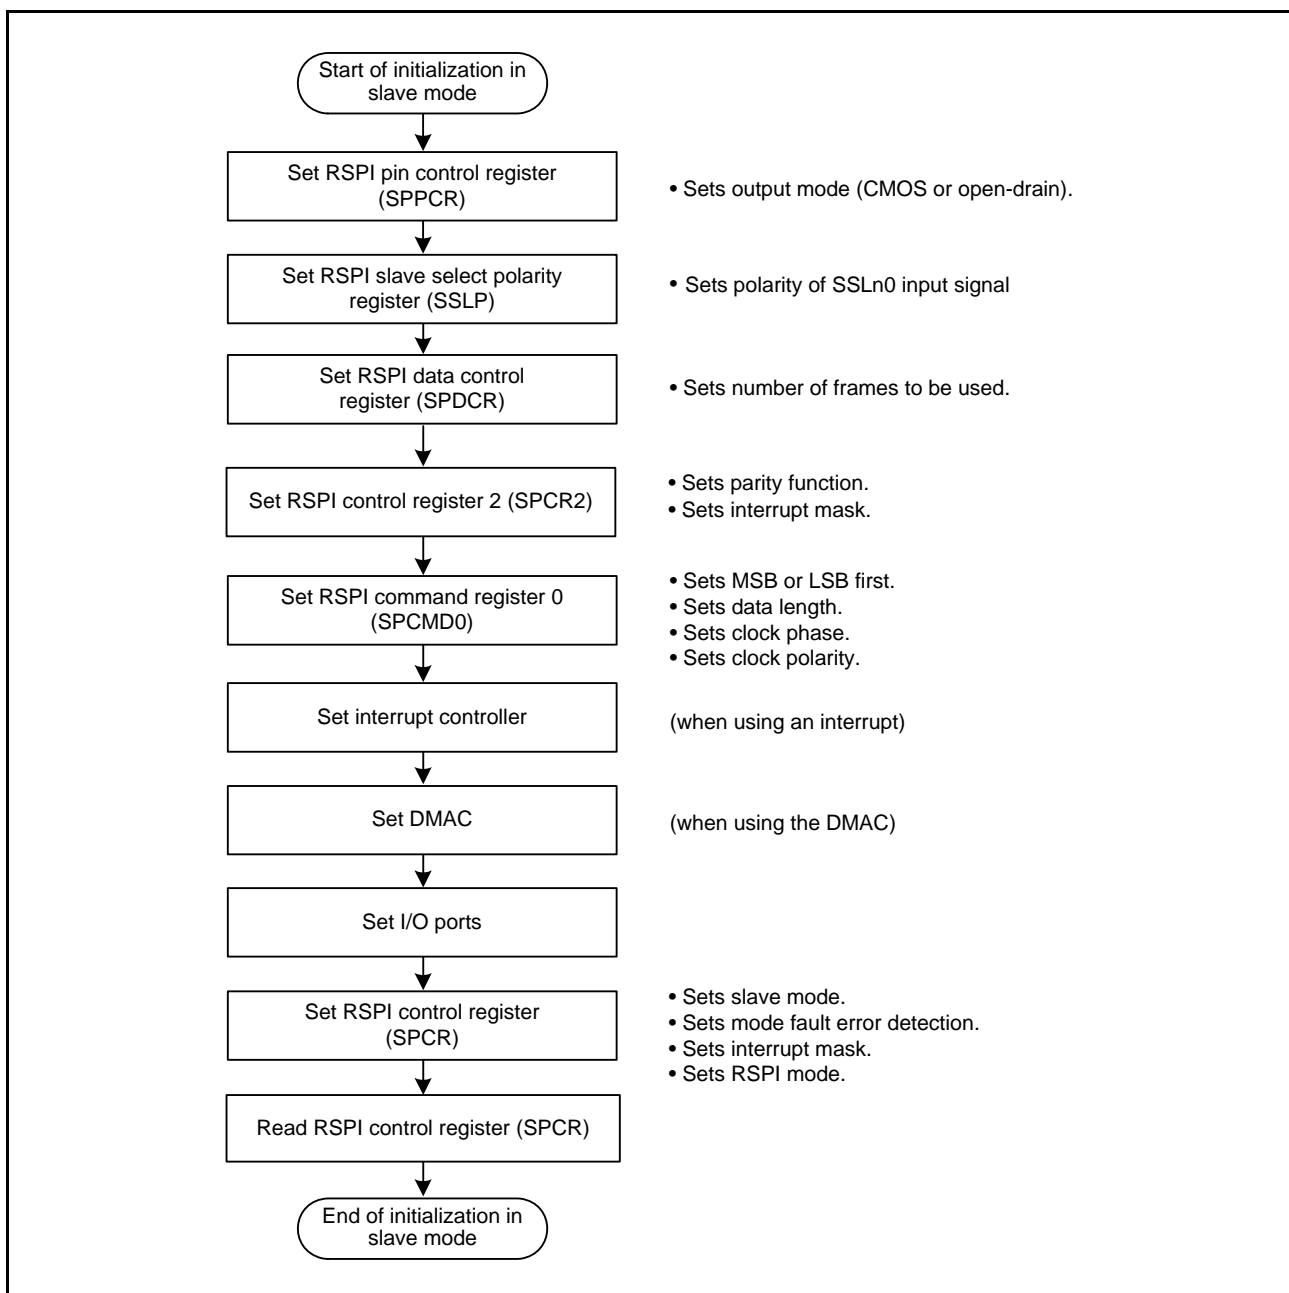 Start of initialization in
slave mode
Set RSPI pin control register
(SPPCR)
• Sets output mode (CMOS or open-drain).
Set RSPI slave select polarity
register (SSLP)
• Sets polarity of SSLn0 input signal
Set RSPI data control
register (SPDCR)
• Sets number of frames to be used.
Set RSPI control register 2 (SPCR2)
• Sets parity function.
• Sets interrupt mask.
Set RSPI command register 0
(SPCMD0)
• Sets MSB or LSB first.
• Sets data length.
• Sets clock phase.
• Sets clock polarity.
Set interrupt controller
(when using an interrupt)
Set DMAC
(when using the DMAC)
Set I/O ports
Set RSPI control register
(SPCR)
• Sets slave mode.
• Sets mode fault error detection.
• Sets interrupt mask.
• Sets RSPI mode.
Read RSPI control register (SPCR)
End of initialization in
slave mode